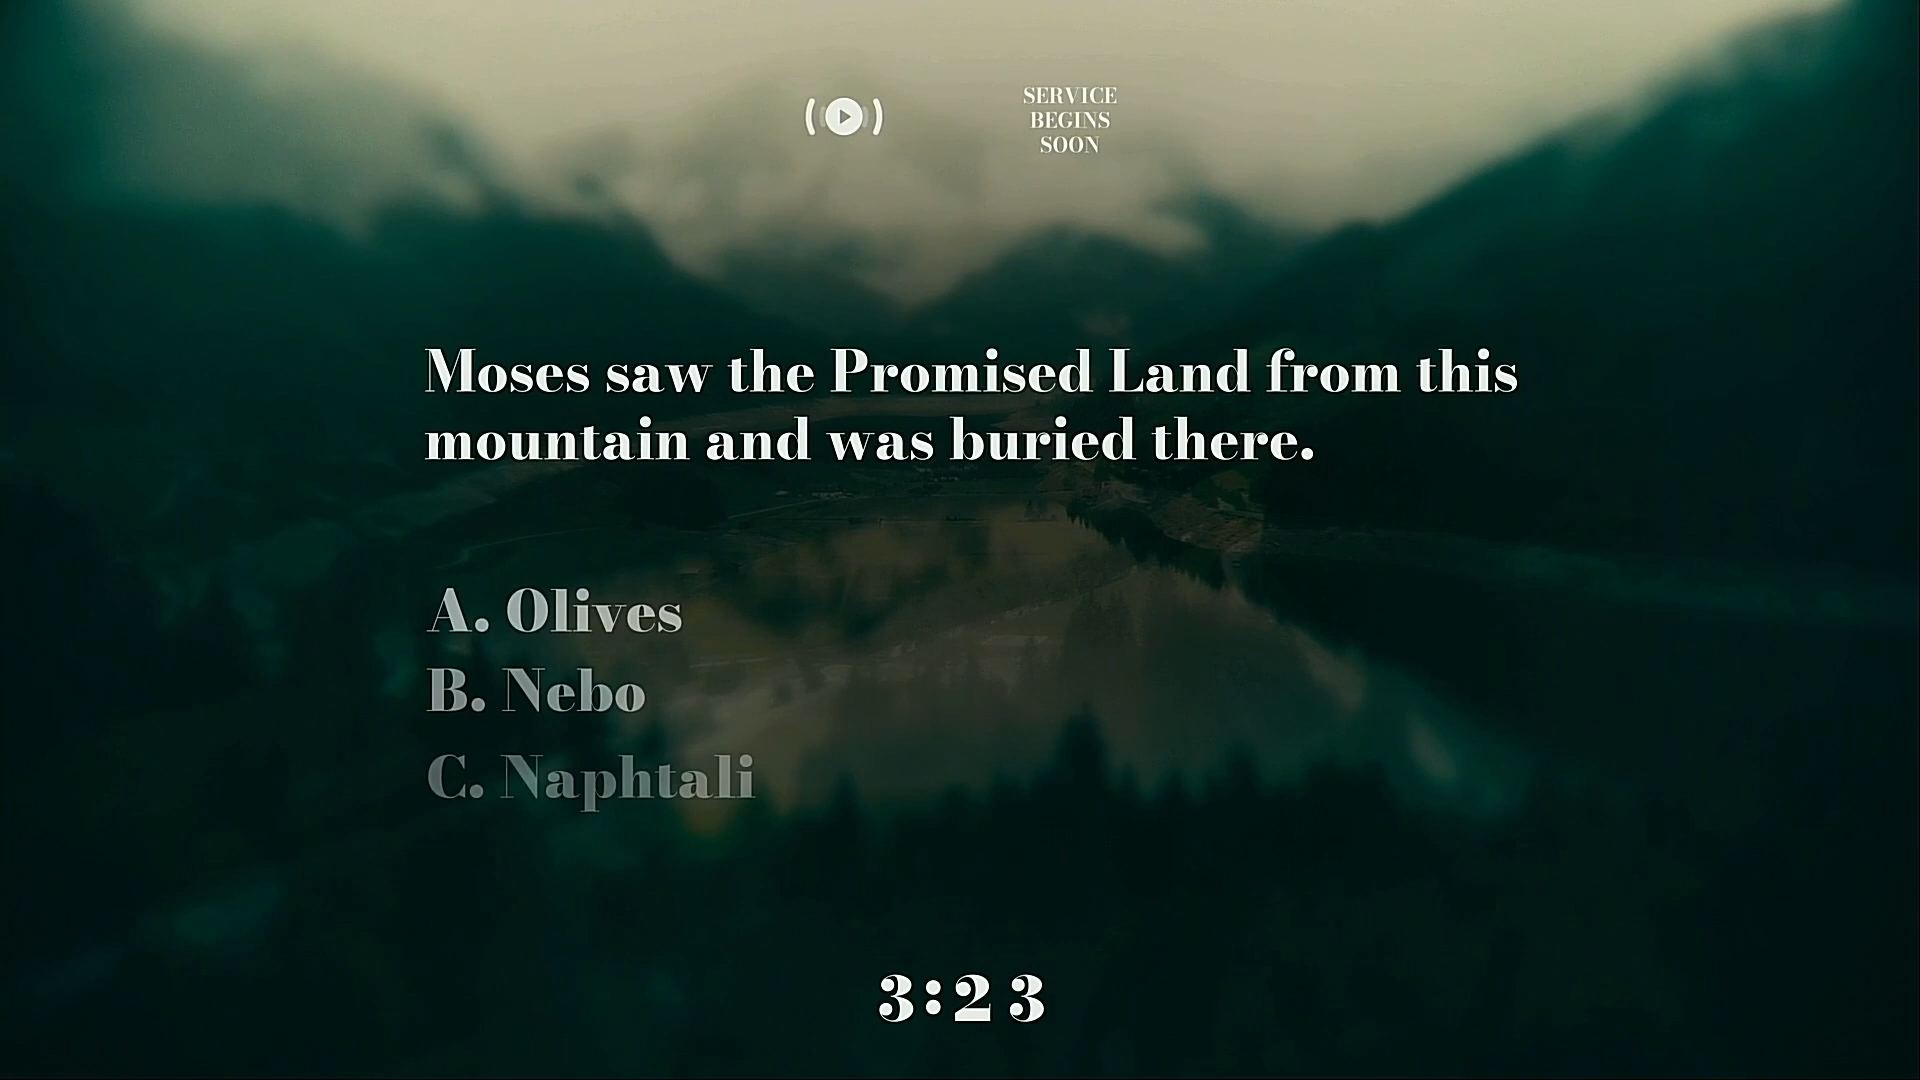 SERVICE
BEGINS
SOON
Moses saw the Promised Land from this
mountain and was buried there.
A. Olives
B. Nebo
C. Naphtali
3:23